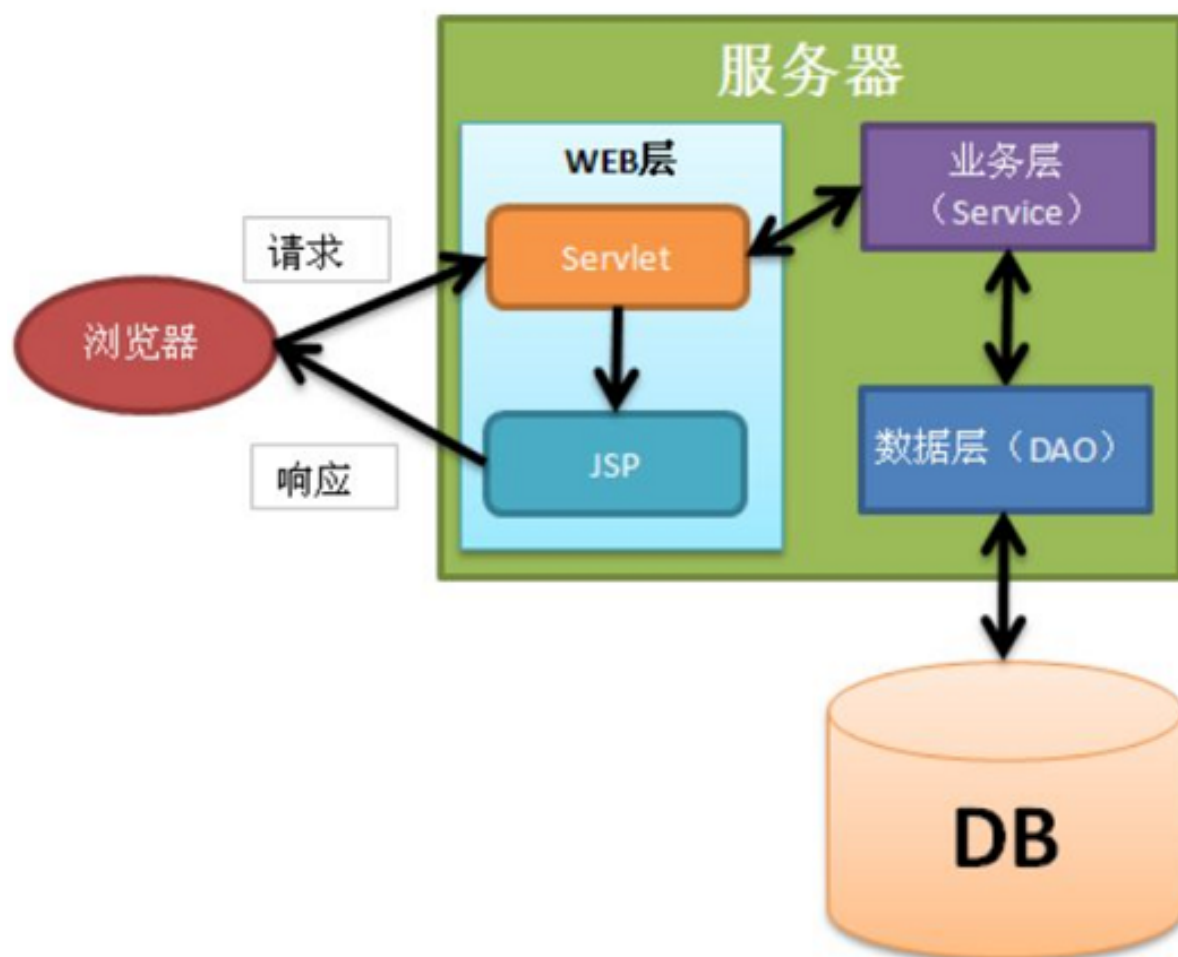 服务器
WEB层
业务层
（Service）
请求
Servlet
浏览器
数据层（DAO）
JSP
响应
DB